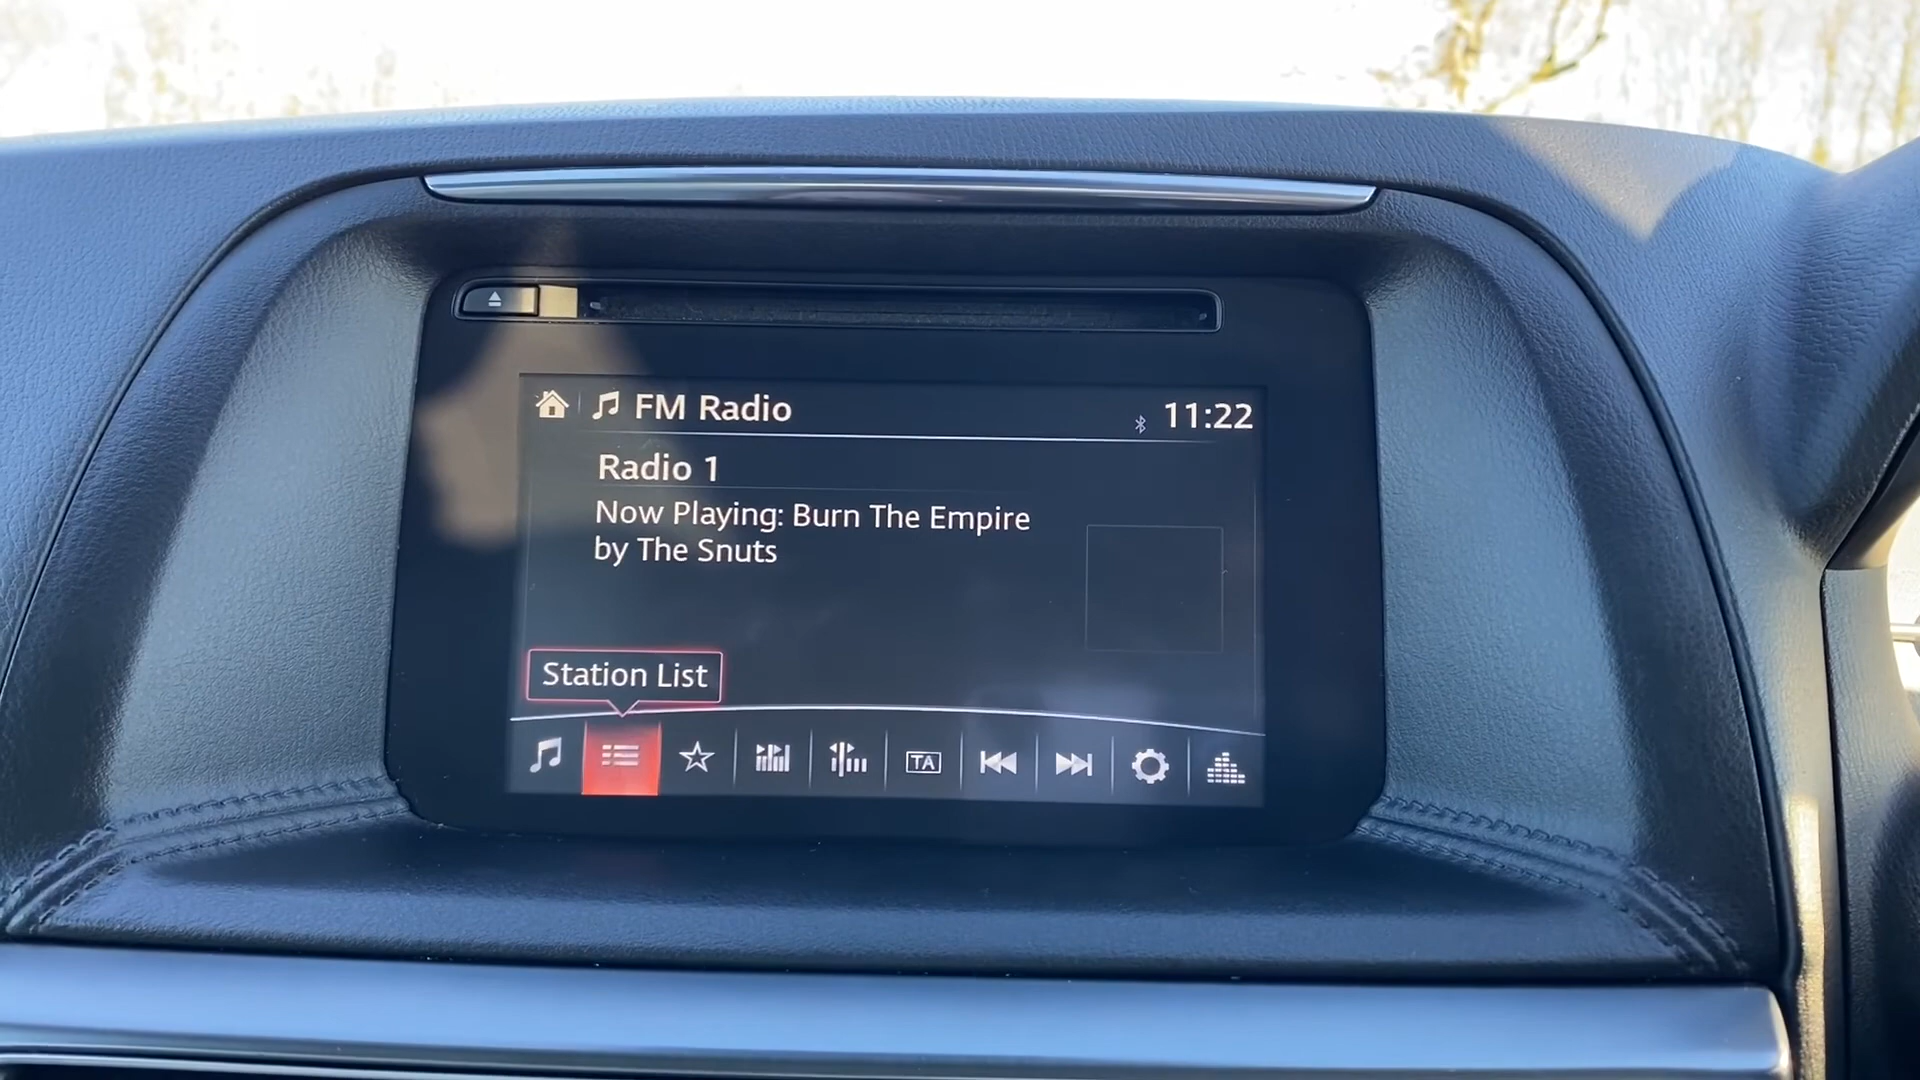 FM Radio
11:22
Radio 1
Now Playing: Burn The Empire
by The Snuts
Station List
TA